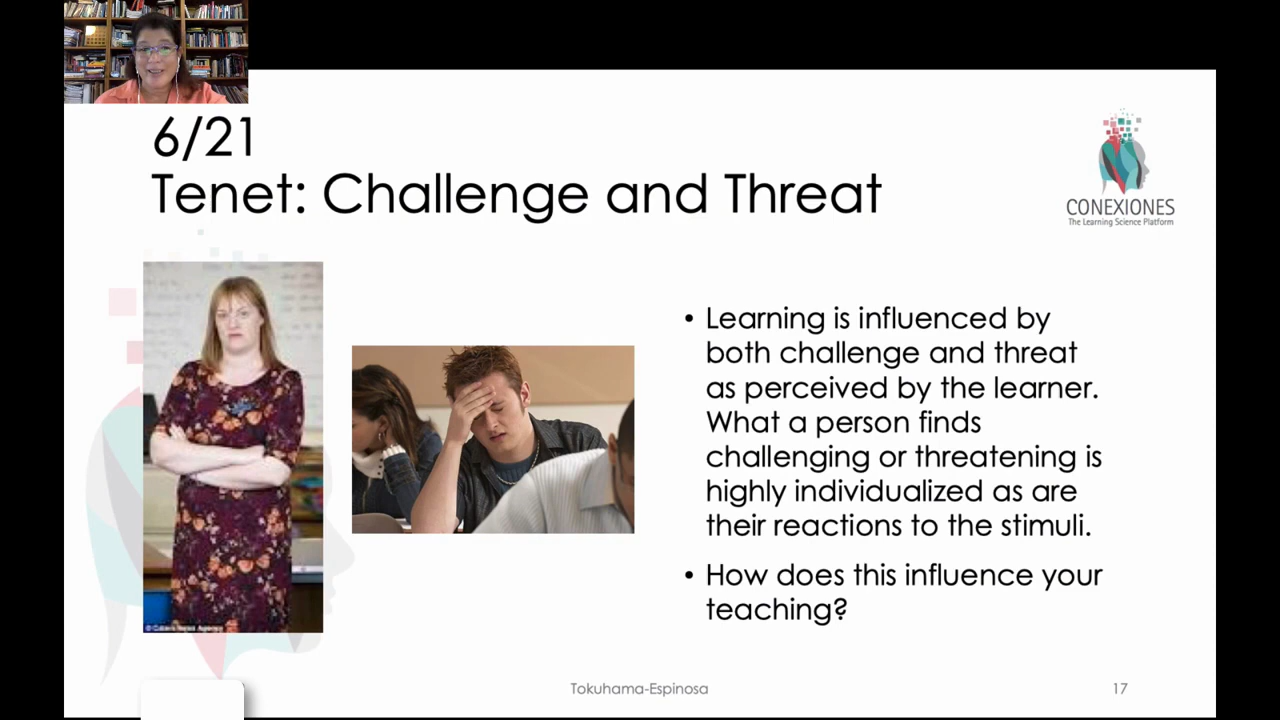 6/21
Tenet: Challenge and Threat
CONEXIONES
The Learning Science Platform
• Learning is influenced by
both challenge and threat
as perceived by the learner.
What a person finds
challenging or threatening is
highly individualized as are
their reactions to the stimuli.
• How does this influence your
teaching?
Tokuhama-Espinosa
17